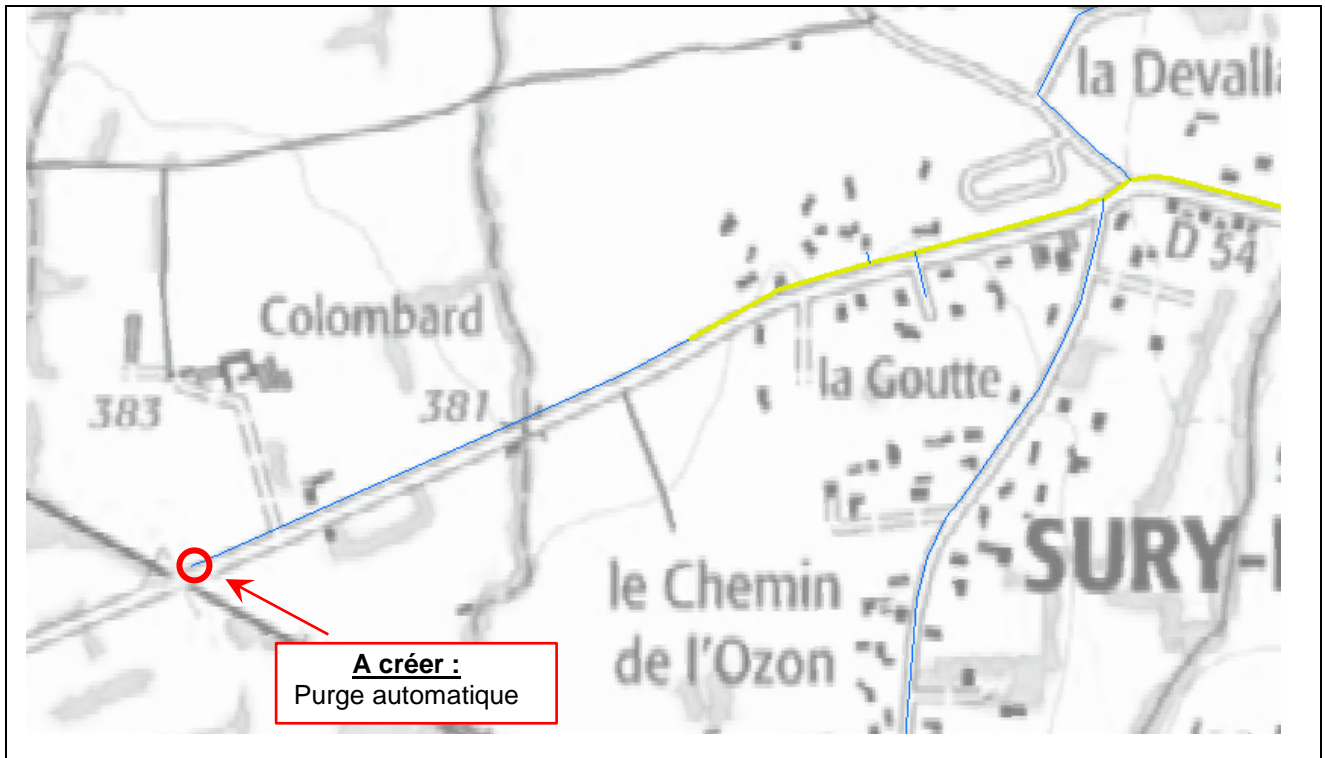 la Devalla
D 54
Colombard
381
383
la Goutte
SURY-
le Chemin
de l'Ozon
A créer :
Purge automatique